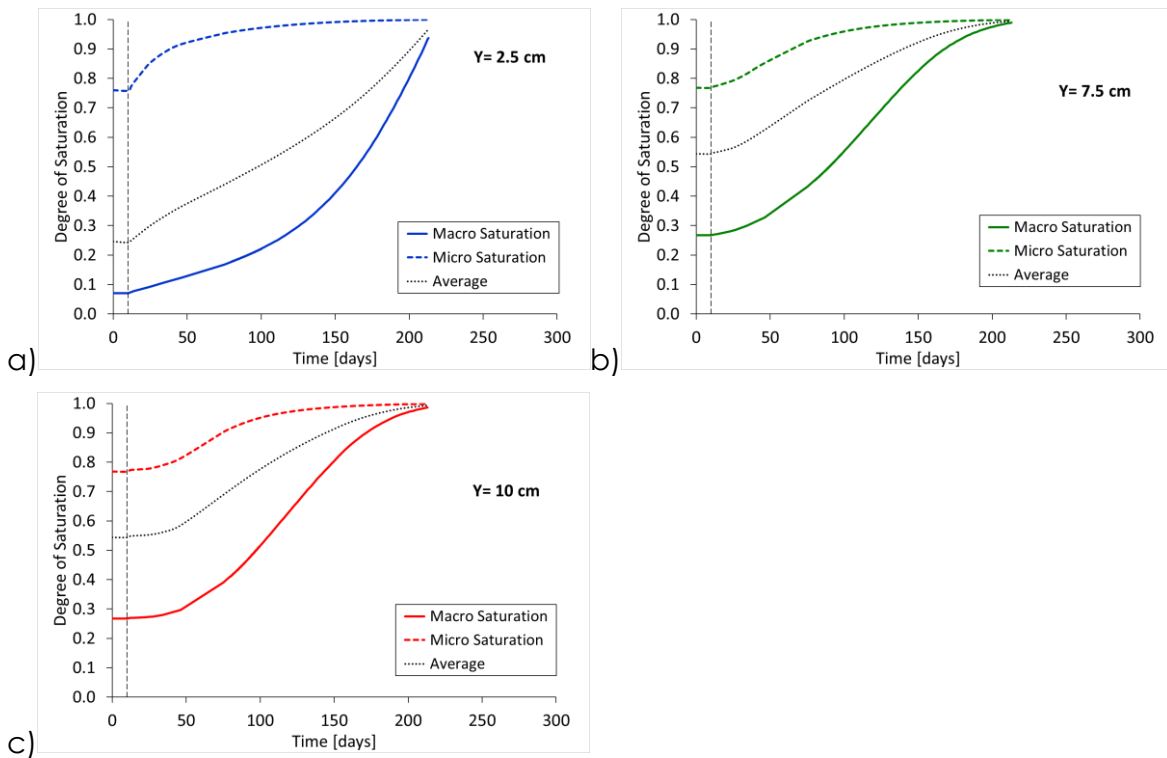 1.0
0.9
0.8
0.7
0.6
0.5
0.4
0.3
0.2
0.1
0.0
Degree of Saturation
Y= 2.5 cm
Macro Saturation
Micro Saturation
Average
0 50 100 150 200 250 300
Time [days]
a)
1.0
0.9
0.8
0.7
0.6
0.5
0.4
0.3
0.2
0.1
0.0
Degree of Saturation
Y= 7.5 cm
Macro Saturation
Micro Saturation
Average
0 50 100 150 200 250 300
Time [days]
b)
1.0
0.9
0.8
0.7
0.6
0.5
0.4
0.3
0.2
0.1
0.0
Degree of Saturation
Y= 10 cm
Macro Saturation
Micro Saturation
Average
0 50 100 150 200 250 300
Time [days]
c)